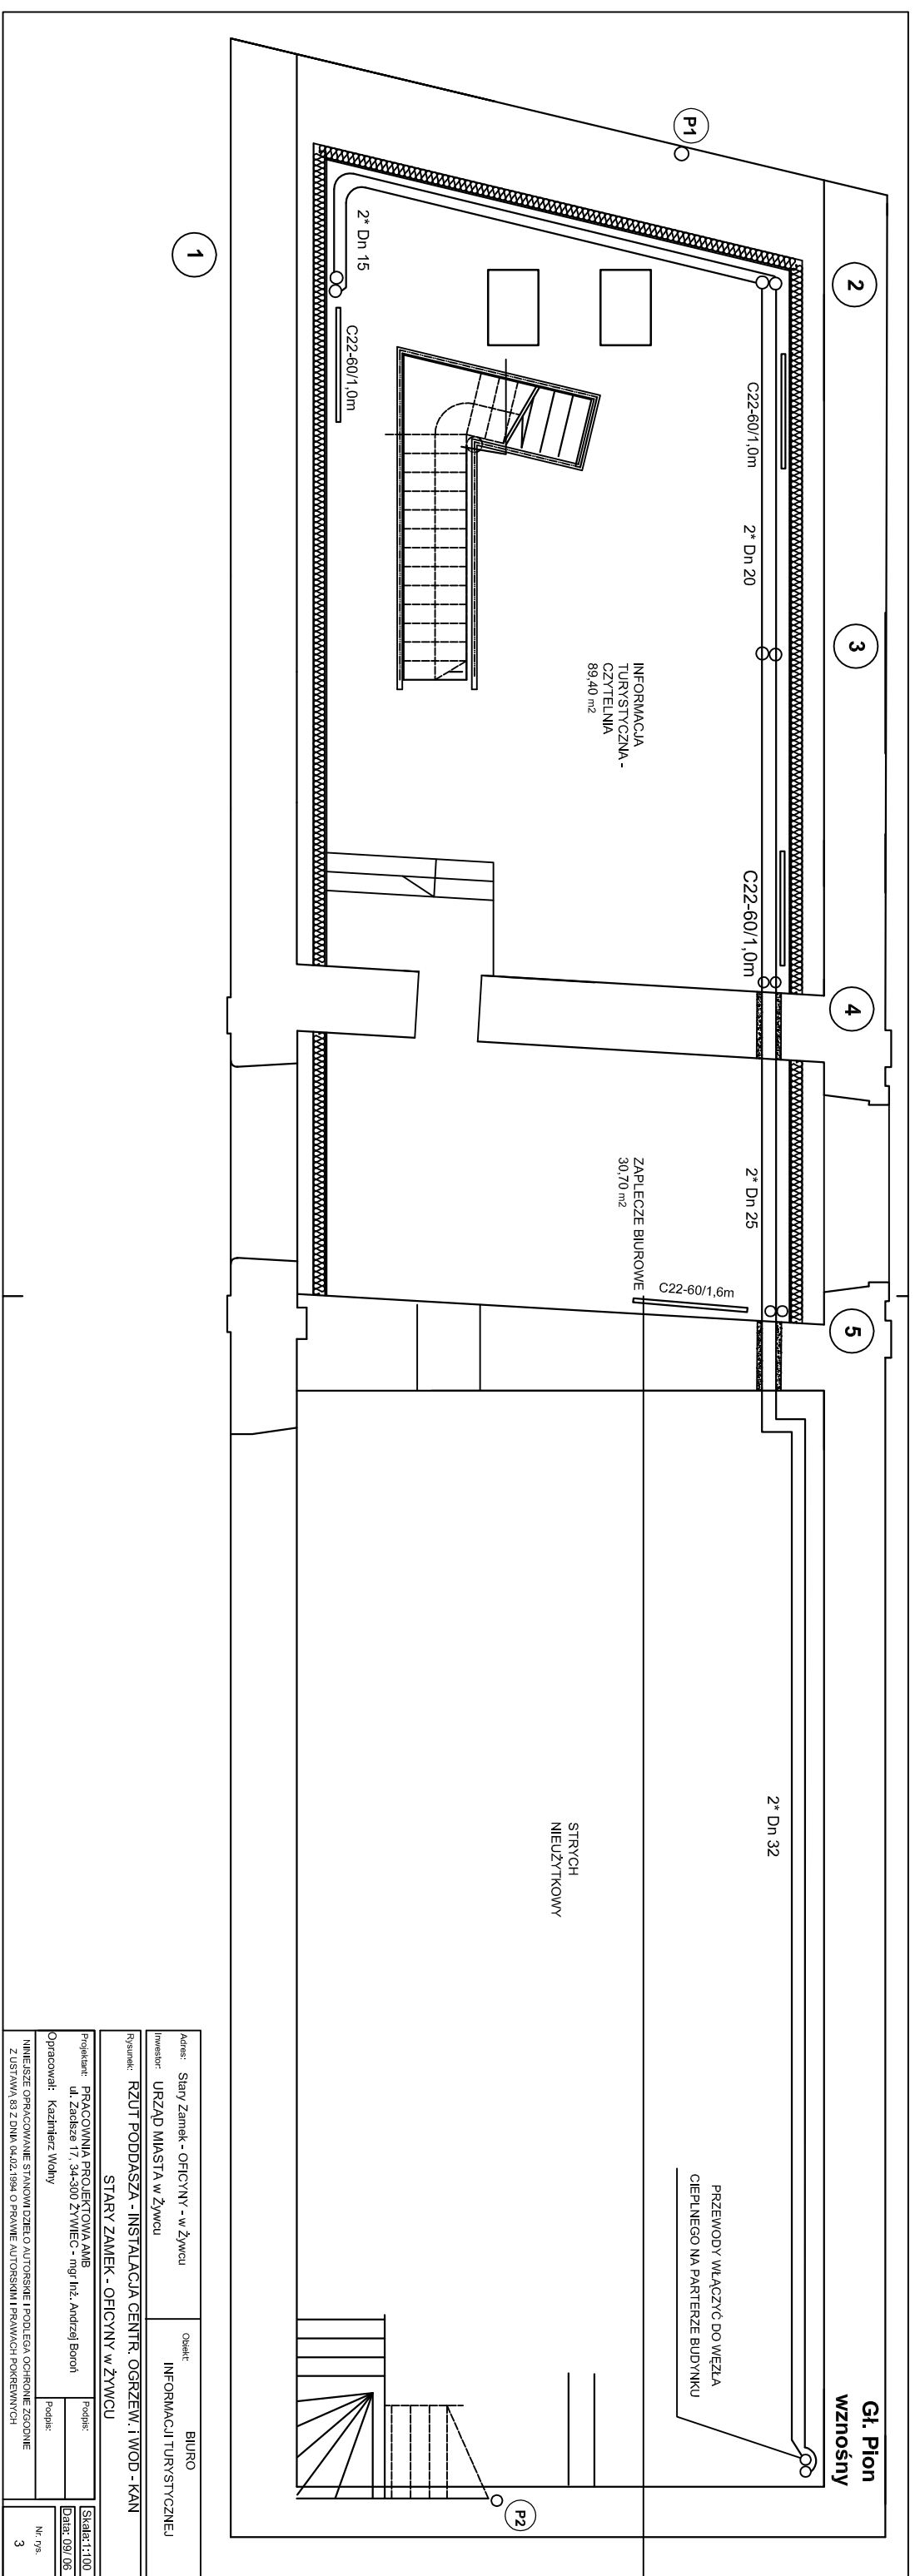 P1
1
2
3
4
5
P2
2* Dn 15
C22-60/1,0m
C22-60/1,0m
2* Dn 20
INFORMACJA
TURYSTYCZNA -
CZYTELNIA
89,40 m2
C22-60/1,0m
ZAPLECZE BIUROWE
30,70 m2
2* Dn 25
C22-60/1,6m
2* Dn 32
STRYCH
NIEUŻYTKOWY
PRZEWODY WŁĄCZYĆ DO WĘZŁA
CIEPLNEGO NA PARTERZE BUDYNKU
Gł. Pion
wznośny
Adres: Stary Zamek - OFICYNY - w Żywcu
Inwestor: URZĄD MIASTA w Żywcu
Obiekt: BIURO
INFORMACJI TURYSTYCZNEJ
Rysunek: RZUT PODDASZA - INSTALACJA CENTR. OGRZEW. i WOD - KAN
STARY ZAMEK - OFICYNY w ŻYWCU
Projektant: PRACOWNIA PROJEKTOWA AMB
ul. Zacisze 17, 34-300 ŻYWIEC - mgr inż. Andrzej Boroń
Podpis:
Skala:1:100
Opracował: Kazimierz Wolny
Podpis:
Data: 09/ 06
NINIEJSZE OPRACOWANIE STANOWI DZIEŁO AUTORSKIE I PODLEGA OCHRONIE ZGODNIE
Z USTAWĄ 83 Z DNIA 04.02.1994 O PRAWIE AUTORSKIM I PRAWACH POKREWNYCH
Nr. rys.
3